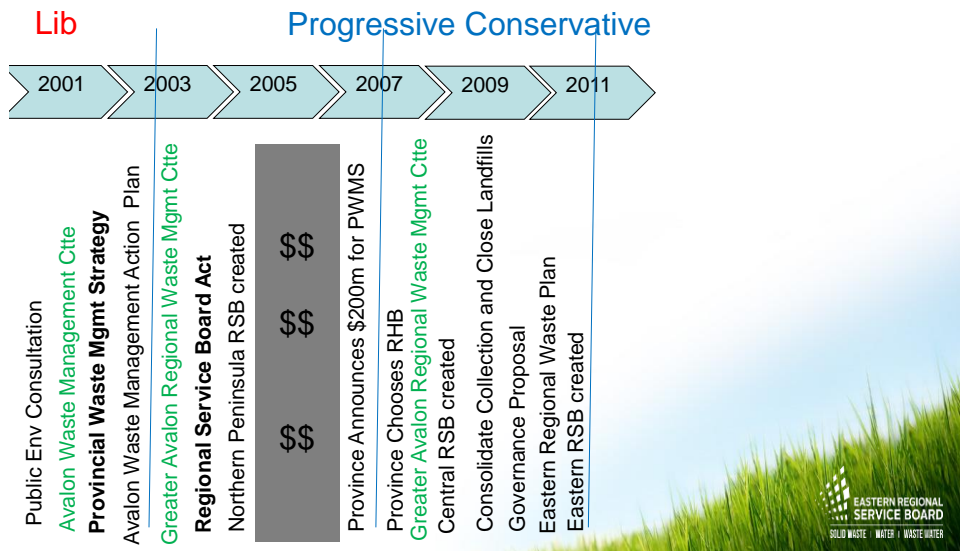 Lib
Progressive Conservative
2001
2003
2005
2007
2009
2011
Public Env Consultation
Avalon Waste Management Ctte
Provincial Waste Mgmt Strategy
Avalon Waste Management Action Plan
Greater Avalon Regional Waste Mgmt Ctte
Regional Service Board Act
Northern Peninsula RSB created
$$
$$
$$
Province Announces $200m for PWMS
Province Chooses RHB
Greater Avalon Regional Waste Mgmt Ctte
Central RSB created
Consolidate Collection and Close Landfills
Governance Proposal
Eastern Regional Waste Plan
Eastern RSB created
EASTERN REGIONAL
SERVICE BOARD
SOLID WASTE | WATER | WASTE WATER